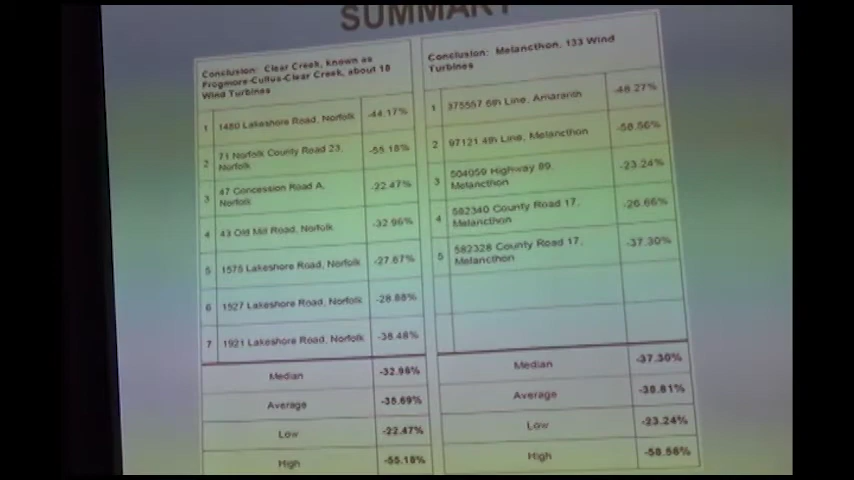 SUMMARY
Conclusion: Clear Creek, known as
Frogmore-Cultus-Clear Creek, about 18
Wind Turbines
1 1480 Lakeshore Road, Norfolk -44.17%
2 71 Norfolk County Road 23,
Norfolk -55.18%
3 47 Concession Road A,
Norfolk -22.47%
4 43 Old Mill Road, Norfolk -32.96%
5 1575 Lakeshore Road, Norfolk -27.67%
6 1527 Lakeshore Road, Norfolk -28.88%
7 1921 Lakeshore Road, Norfolk -38.48%
Median -32.96%
Average -35.69%
Low -22.47%
High -55.18%
Conclusion: Melancthon, 133 Wind
Turbines
1 375557 6th Line, Amaranth -48.27%
2 97121 4th Line, Melancthon -58.56%
3 504059 Highway 89,
Melancthon -23.24%
4 582340 County Road 17,
Melancthon -26.66%
5 582328 County Road 17,
Melancthon -37.30%
Median -37.30%
Average -38.81%
Low -23.24%
High -58.56%